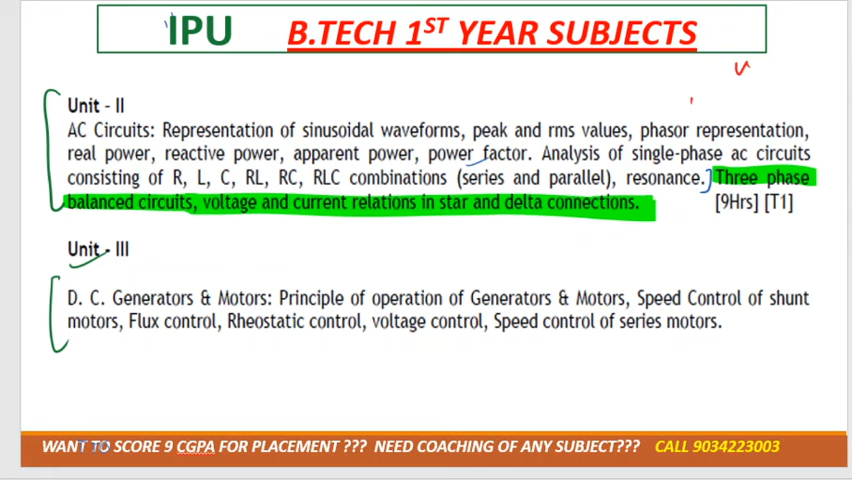 IPU B.TECH 1ST YEAR SUBJECTS
Unit - II
AC Circuits: Representation of sinusoidal waveforms, peak and rms values, phasor representation,
real power, reactive power, apparent power, power factor. Analysis of single-phase ac circuits
consisting of R, L, C, RL, RC, RLC combinations (series and parallel), resonance. Three phase
balanced circuits, voltage and current relations in star and delta connections. [9Hrs] [T1]
Unit - III
D. C. Generators & Motors: Principle of operation of Generators & Motors, Speed Control of shunt
motors, Flux control, Rheostatic control, voltage control, Speed control of series motors.
WANT TO SCORE 9 CGPA FOR PLACEMENT ??? NEED COACHING OF ANY SUBJECT??? CALL 9034223003